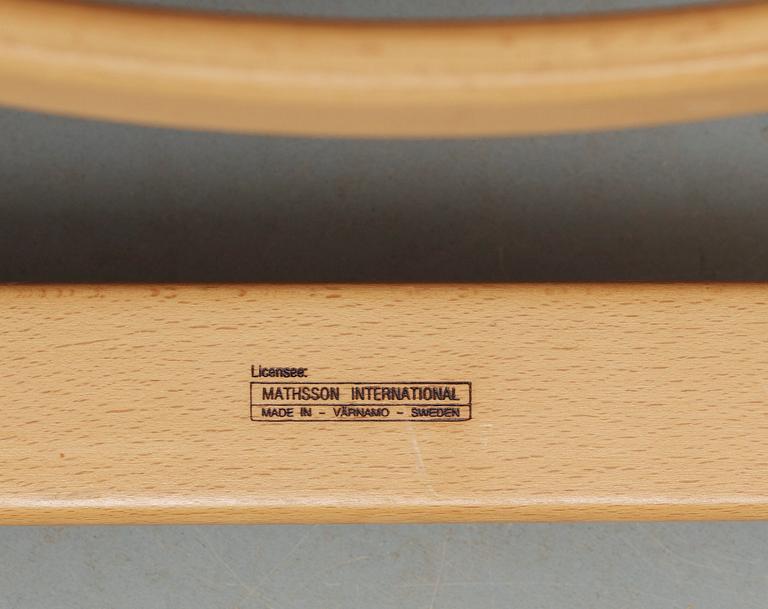 Licensee:
MATHSSON INTERNATIONAL
MADE IN - VÄRNAMO - SWEDEN